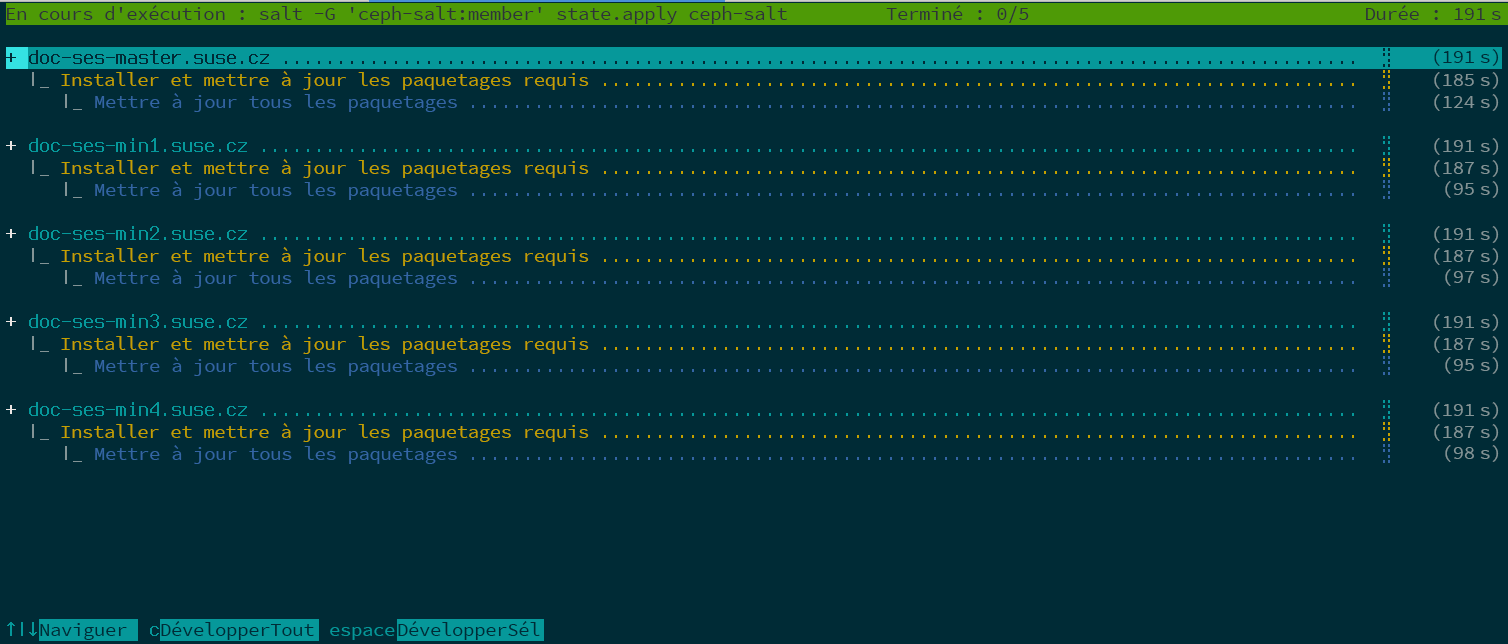 En cours d'exécution : salt -G 'ceph-salt:member' state.apply ceph-salt Terminé : 0/5 Durée : 191 s
+ doc-ses-master.suse.cz ................................................................ (191 s)
|_ Installer et mettre à jour les paquetages requis ................................................................ (185 s)
|_ Mettre à jour tous les paquetages ................................................................ (124 s)
+ doc-ses-min1.suse.cz ................................................................ (191 s)
|_ Installer et mettre à jour les paquetages requis ................................................................ (187 s)
|_ Mettre à jour tous les paquetages ................................................................ (95 s)
+ doc-ses-min2.suse.cz ................................................................ (191 s)
|_ Installer et mettre à jour les paquetages requis ................................................................ (187 s)
|_ Mettre à jour tous les paquetages ................................................................ (97 s)
+ doc-ses-min3.suse.cz ................................................................ (191 s)
|_ Installer et mettre à jour les paquetages requis ................................................................ (187 s)
|_ Mettre à jour tous les paquetages ................................................................ (95 s)
+ doc-ses-min4.suse.cz ................................................................ (191 s)
|_ Installer et mettre à jour les paquetages requis ................................................................ (187 s)
|_ Mettre à jour tous les paquetages ................................................................ (98 s)
↑|↓Naviguer cDévelopperTout espaceDévelopperSél